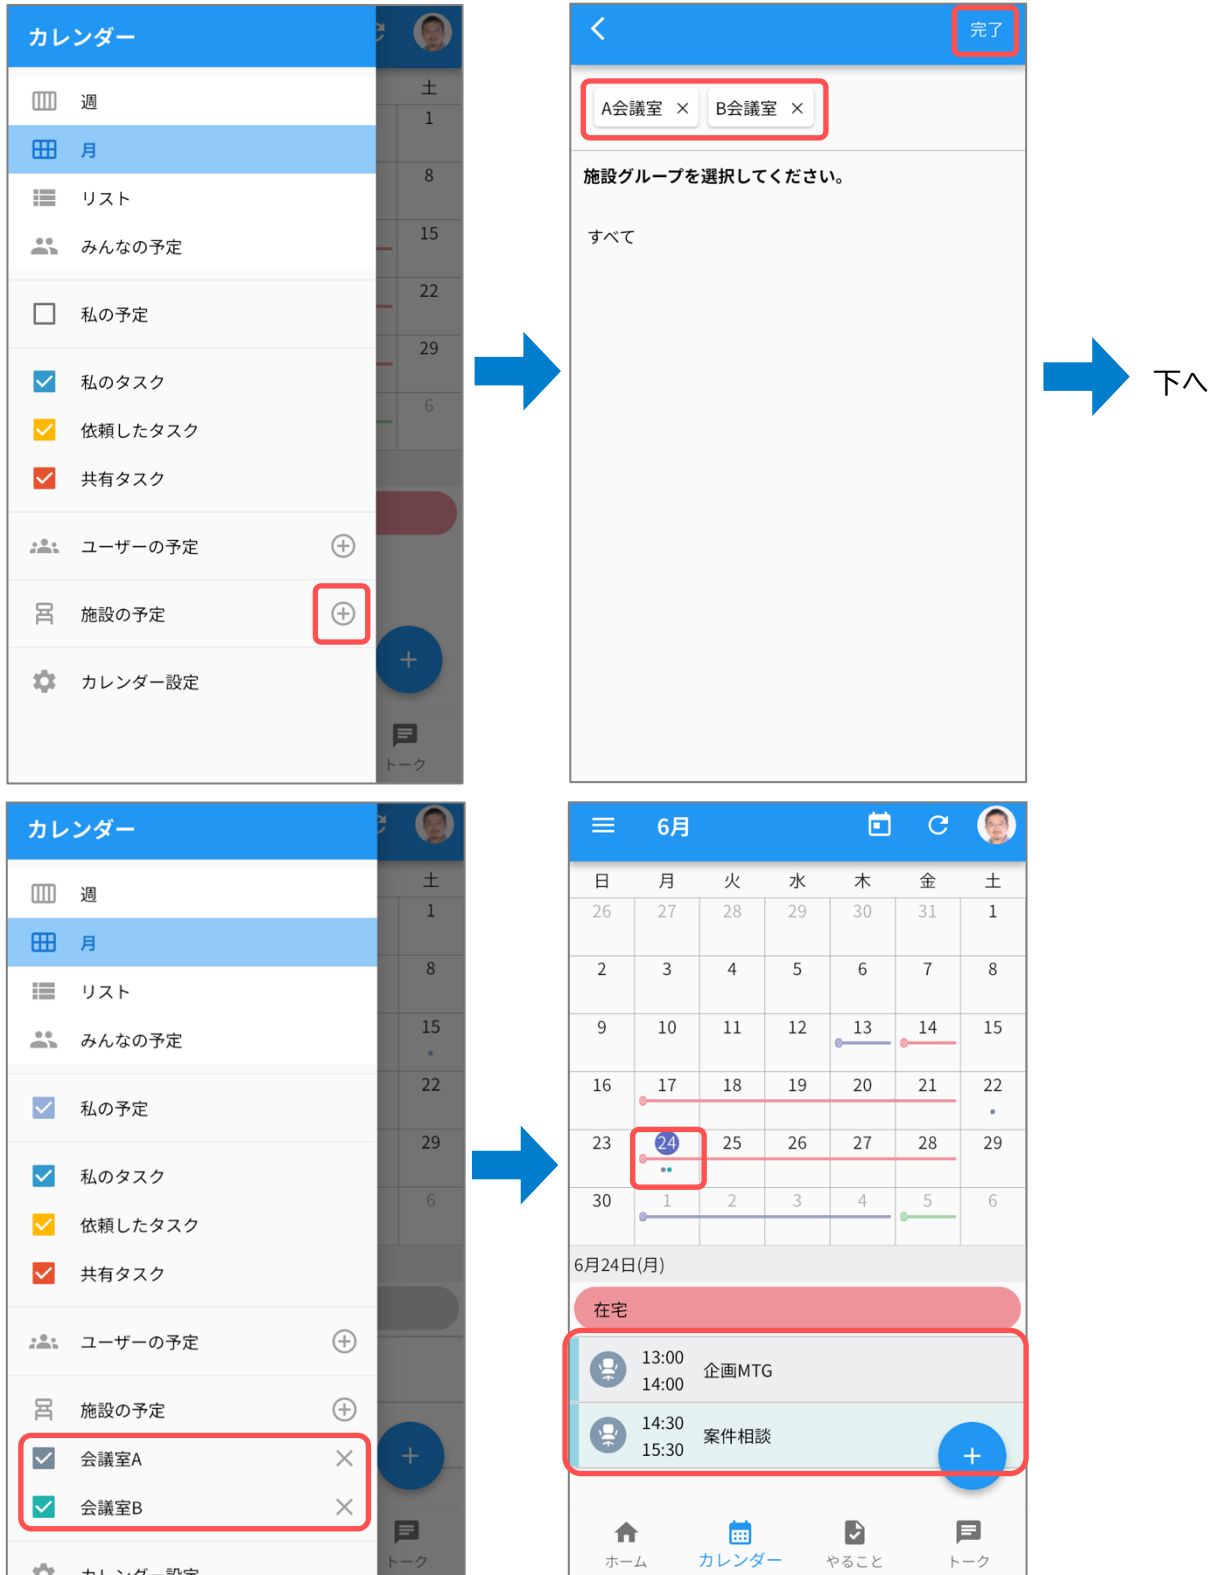 カレンダー
土
週
1
月
8
リスト
みんなの予定
15
22
私の予定
29
私のタスク
6
依頼したタスク
共有タスク
ユーザーの予定
施設の予定
+
カレンダー設定
トーク
完了
A会議室 ×
B会議室 ×
施設グループを選択してください。
すべて
下へ
カレンダー
土
週
1
月
8
リスト
みんなの予定
15
22
私の予定
29
私のタスク
6
依頼したタスク
共有タスク
ユーザーの予定
施設の予定
会議室A ×
会議室B ×
+
トーク
カレンダー設定
6月
日 月 火 水 木 金 土
26 27 28 29 30 31 1
2 3 4 5 6 7 8
9 10 11 12 13 14 15
16 17 18 19 20 21 22
23 24 25 26 27 28 29
30 1 2 3 4 5 6
6月24日(月)
在宅
13:00
企画MTG
14:00
14:30
案件相談
15:30
+
ホーム カレンダー やること トーク